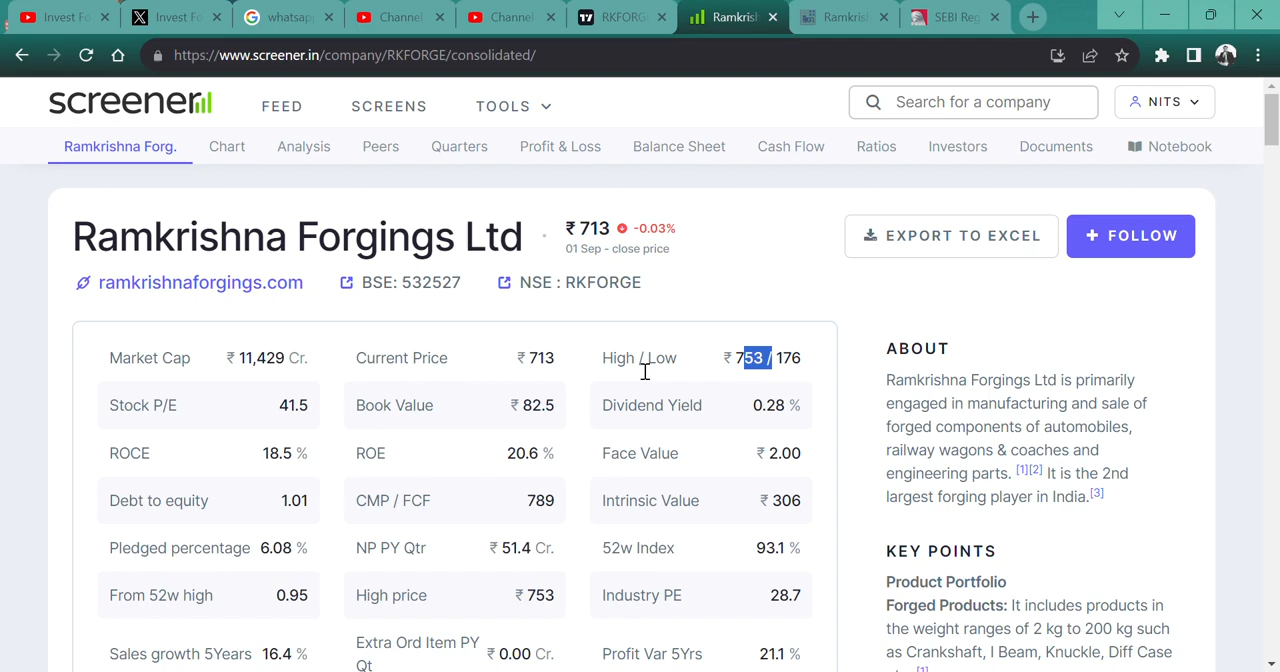 Invest Fo
Invest Fo
whatsapp
Channel
Channel
RKFORG
Ramkrish
Ramkrish
SEBI Reg
https://www.screener.in/company/RKFORGE/consolidated/
screener
FEED
SCREENS
TOOLS
Search for a company
NITS
Ramkrishna Forg.
Chart
Analysis
Peers
Quarters
Profit & Loss
Balance Sheet
Cash Flow
Ratios
Investors
Documents
Notebook
Ramkrishna Forgings Ltd
₹ 713 -0.03%
01 Sep - close price
EXPORT TO EXCEL
+ FOLLOW
ramkrishnaforgings.com
BSE: 532527
NSE : RKFORGE
Market Cap ₹ 11,429 Cr.
Current Price ₹ 713
High / Low ₹ 753 / 176
Stock P/E 41.5
Book Value ₹ 82.5
Dividend Yield 0.28 %
ROCE 18.5 %
ROE 20.6 %
Face Value ₹ 2.00
Debt to equity 1.01
CMP / FCF 789
Intrinsic Value ₹ 306
Pledged percentage 6.08 %
NP PY Qtr ₹ 51.4 Cr.
52w Index 93.1 %
From 52w high 0.95
High price ₹ 753
Industry PE 28.7
Sales growth 5Years 16.4 %
Extra Ord Item PY
Qt
₹ 0.00 Cr.
Profit Var 5Yrs 21.1 %
ABOUT
Ramkrishna Forgings Ltd is primarily
engaged in manufacturing and sale of
forged components of automobiles,
railway wagons & coaches and
engineering parts. [1][2] It is the 2nd
largest forging player in India.[3]
KEY POINTS
Product Portfolio
Forged Products: It includes products in
the weight ranges of 2 kg to 200 kg such
as Crankshaft, I Beam, Knuckle, Diff Case